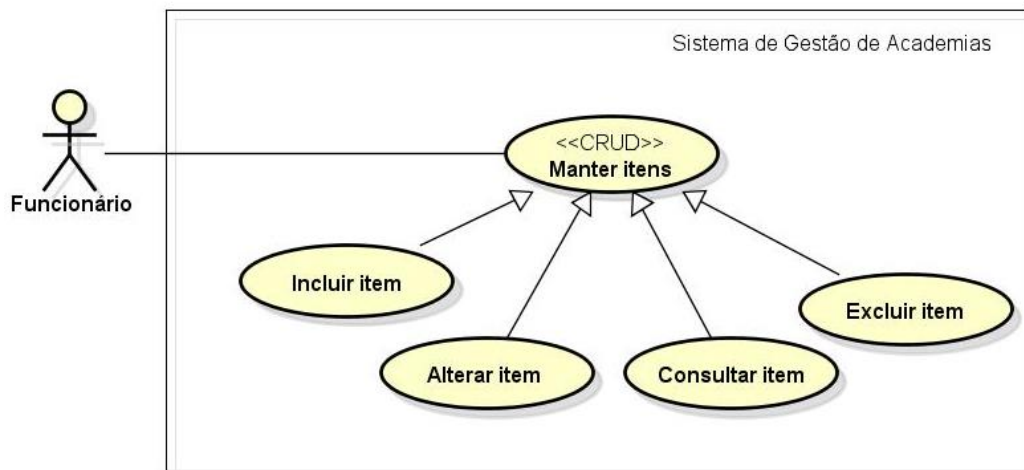 Sistema de Gestão de Academias
<<CRUD>>
Manter itens
Funcionário
Incluir item
Excluir item
Alterar item
Consultar item